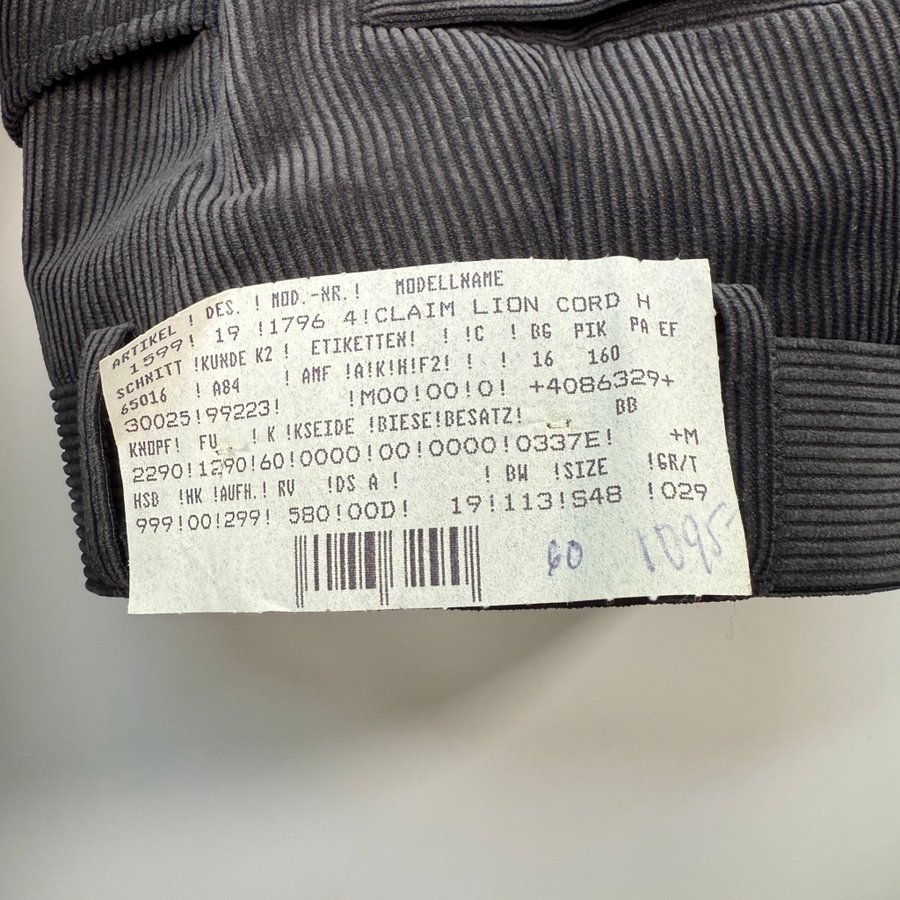 ARTIKEL ! DES. ! MOD.-NR.! MODELLNAME
1599! 19 !1796 4!CLAIM LION CORD H
SCHNITT !KUNDE K2 ! ETIKETTEN! ! !C ! BG PIK PA EF
65016 ! A84 ! ANF !A!K!H!F2! ! ! 16 160
30025!99223! !M00!00!0! +4086329+
KNOPF! FU ! K !KSEIDE !BIESE!BESATZ! BB
2290!1290!60!0000!00!0000!0337E! +M
HSB !HK !AUFH.! RV !DS A ! ! BW !SIZE !GR/T
999!00!299! 580!00D! 19!113!S48 !029
60 1095-